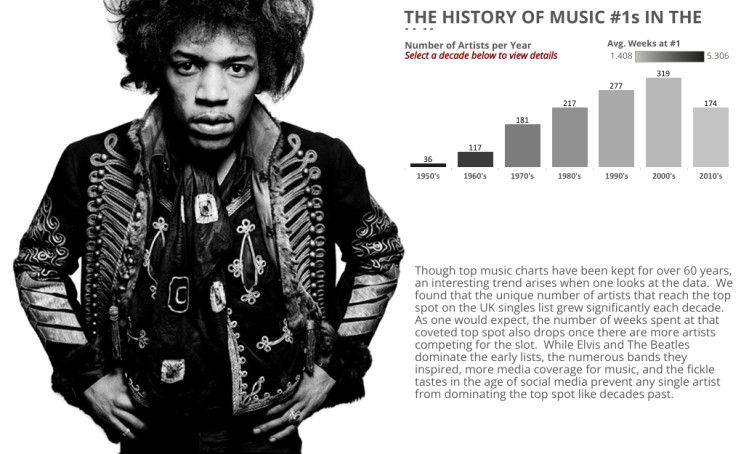 THE HISTORY OF MUSIC #1s IN THE
Number of Artists per Year
Select a decade below to view details
Avg. Weeks at #1
1.408 5.306
36 117 181 217 277 319 174
1950's 1960's 1970's 1980's 1990's 2000's 2010's
Though top music charts have been kept for over 60 years,
an interesting trend arises when one looks at the data.  We
found that the unique number of artists that reach the top
spot on the UK singles list grew significantly each decade.
As one would expect, the number of weeks spent at that
coveted top spot also drops once there are more artists
competing for the slot.  While Elvis and The Beatles
dominate the early lists, the numerous bands they
inspired, more media coverage for music, and the fickle
tastes in the age of social media prevent any single artist
from dominating the top spot like decades past.